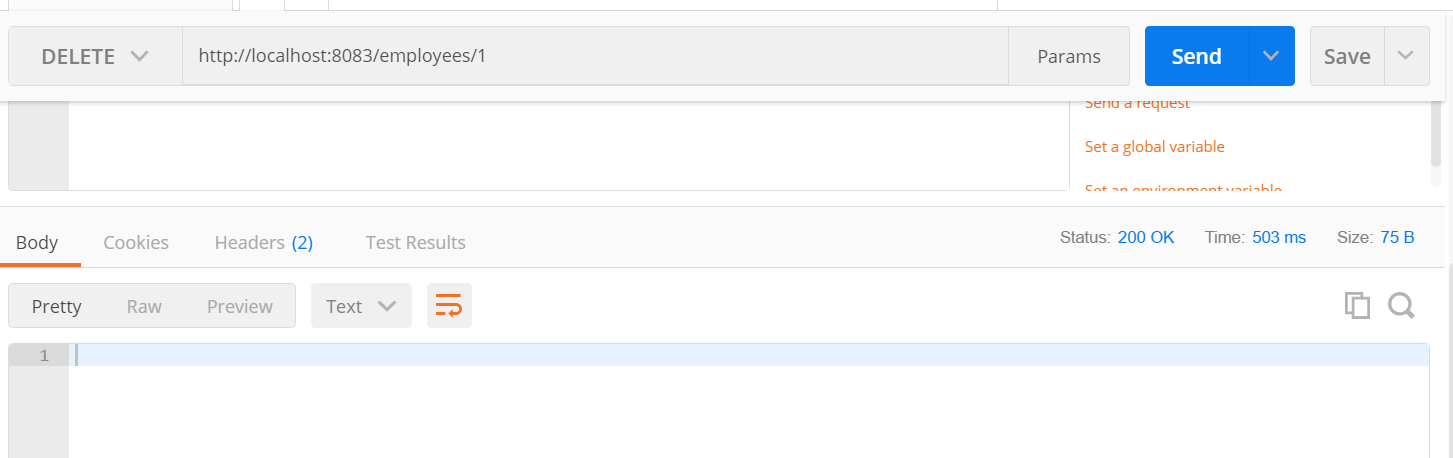 DELETE http://localhost:8083/employees/1 Params Send Save
Send a request
Set a global variable
Set an environment variable
Body Cookies Headers (2) Test Results Status: 200 OK Time: 503 ms Size: 75 B
Pretty Raw Preview Text
1